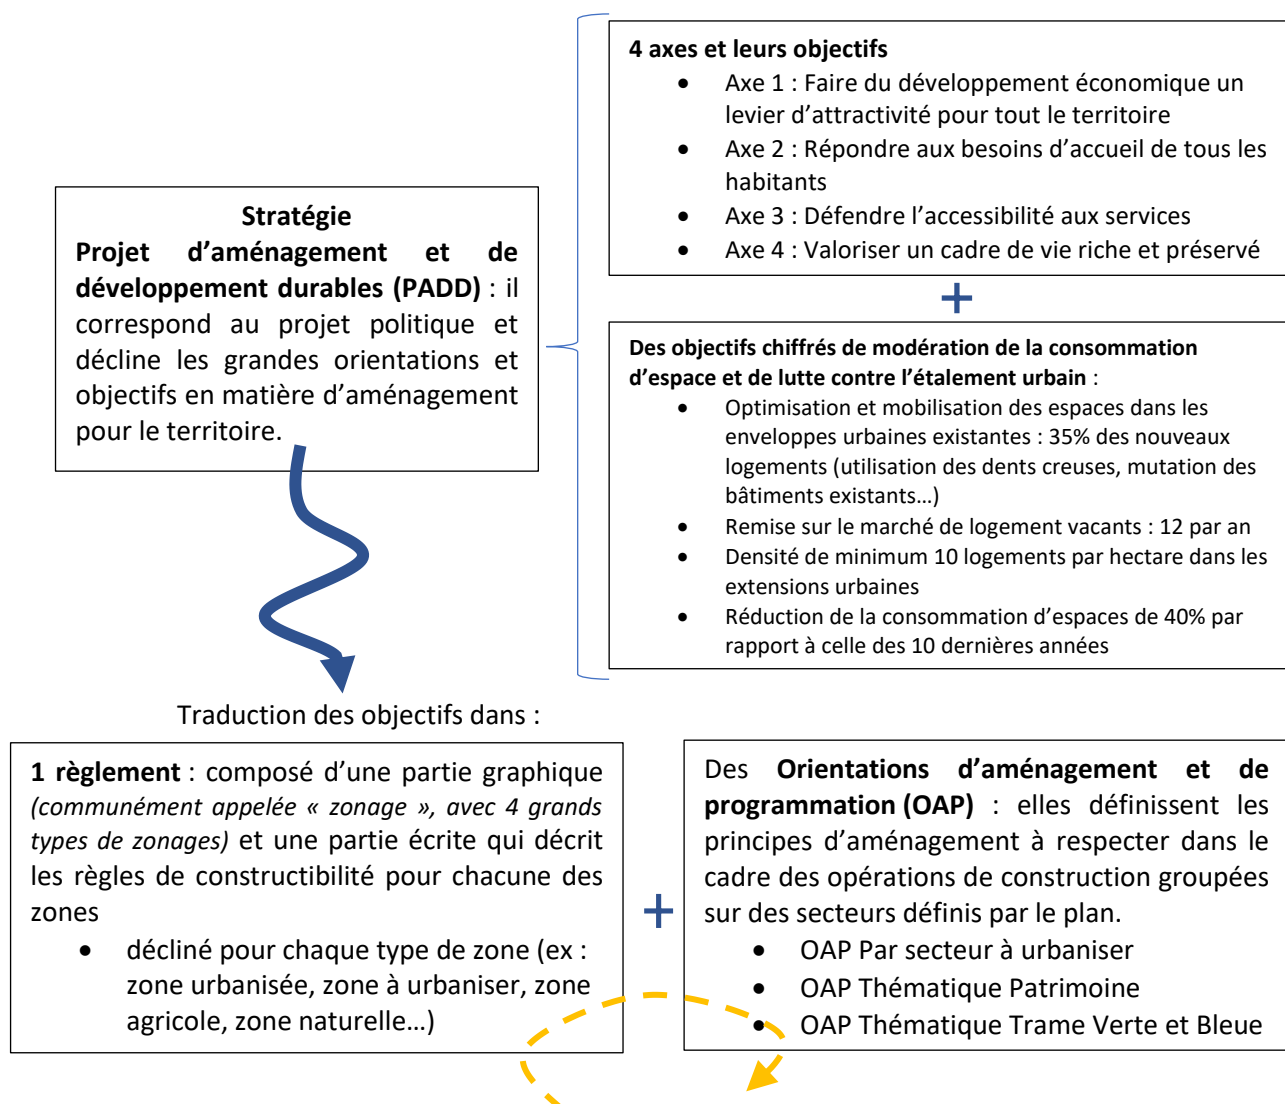 4 axes et leurs objectifs
• Axe 1 : Faire du développement économique un
levier d’attractivité pour tout le territoire
• Axe 2 : Répondre aux besoins d’accueil de tous les
habitants
• Axe 3 : Défendre l’accessibilité aux services
• Axe 4 : Valoriser un cadre de vie riche et préservé
Stratégie
Projet d’aménagement et de
développement durables (PADD) : il
correspond au projet politique et
décline les grandes orientations et
objectifs en matière d’aménagement
pour le territoire.
+
Des objectifs chiffrés de modération de la consommation
d’espace et de lutte contre l’étalement urbain :
• Optimisation et mobilisation des espaces dans les
enveloppes urbaines existantes : 35% des nouveaux
logements (utilisation des dents creuses, mutation des
bâtiments existants…)
• Remise sur le marché de logement vacants : 12 par an
• Densité de minimum 10 logements par hectare dans les
extensions urbaines
• Réduction de la consommation d’espaces de 40% par
rapport à celle des 10 dernières années
Traduction des objectifs dans :
1 règlement : composé d’une partie graphique
(communément appelée « zonage », avec 4 grands
types de zonages) et une partie écrite qui décrit
les règles de constructibilité pour chacune des
zones
• décliné pour chaque type de zone (ex :
zone urbanisée, zone à urbaniser, zone
agricole, zone naturelle…)
+
Des Orientations d’aménagement et de
programmation (OAP) : elles définissent les
principes d’aménagement à respecter dans le
cadre des opérations de construction groupées
sur des secteurs définis par le plan.
• OAP Par secteur à urbaniser
• OAP Thématique Patrimoine
• OAP Thématique Trame Verte et Bleue